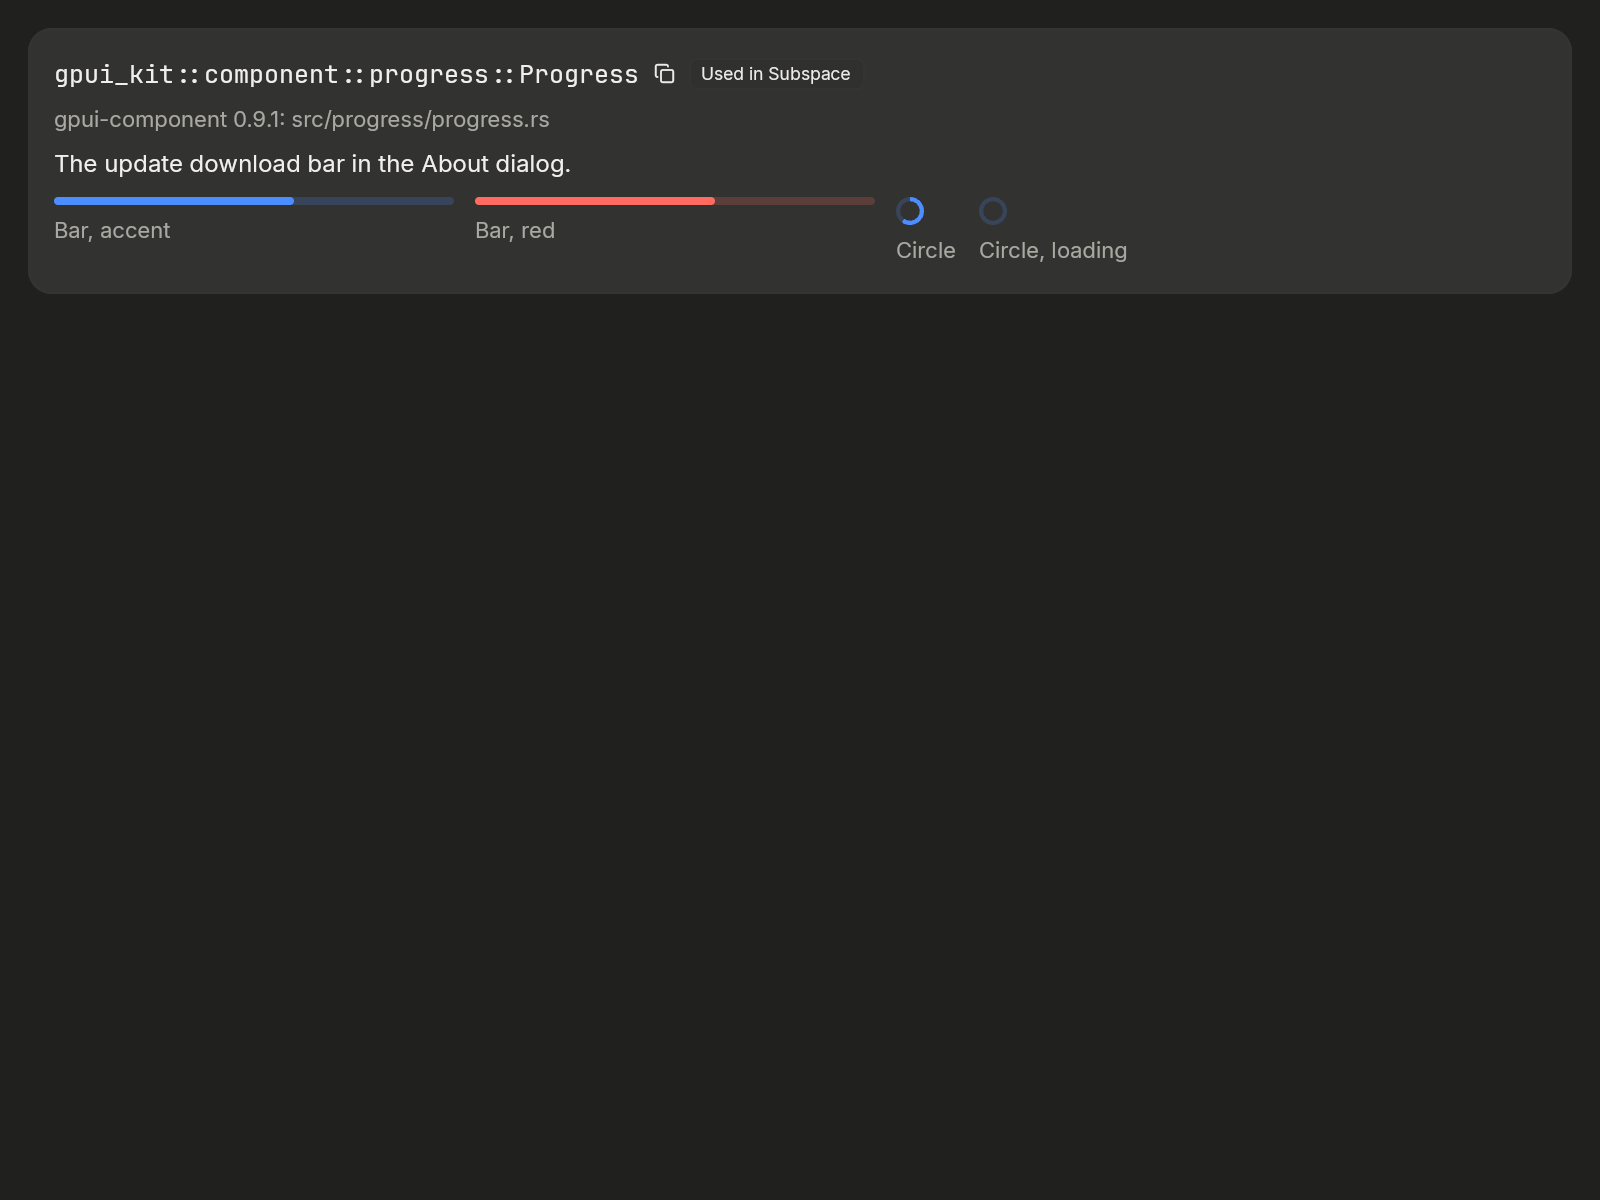 gpui_kit::component::progress::Progress Used in Subspace
gpui-component 0.9.1: src/progress/progress.rs
The update download bar in the About dialog.
Bar, accent
Bar, red
Circle
Circle, loading